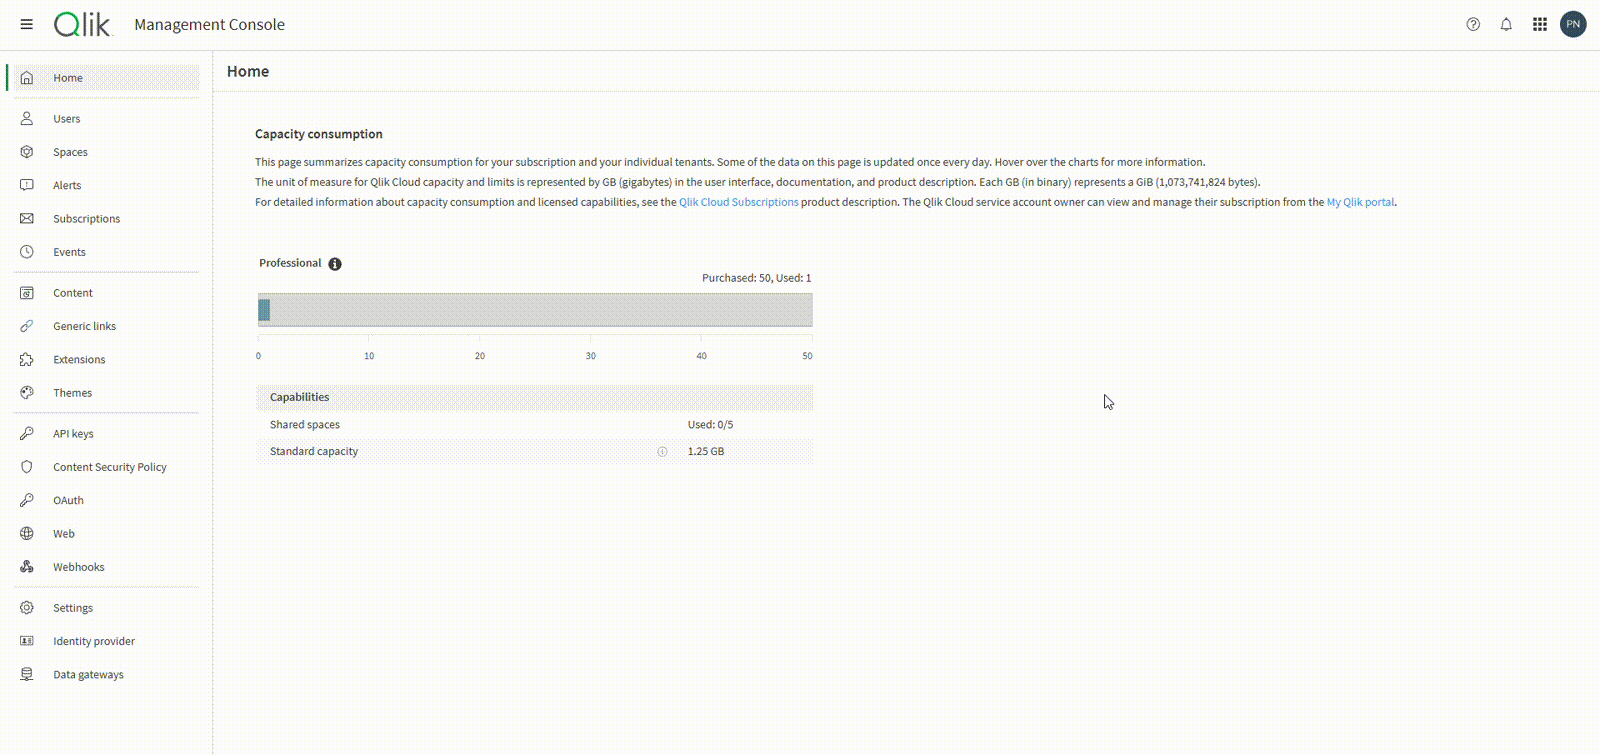 Qlik Management Console
PN
Home
Users
Spaces
Alerts
Subscriptions
Events
Content
Generic links
Extensions
Themes
API keys
Content Security Policy
OAuth
Web
Webhooks
Settings
Identity provider
Data gateways
Home
Capacity consumption
This page summarizes capacity consumption for your subscription and your individual tenants. Some of the data on this page is updated once every day. Hover over the charts for more information.
The unit of measure for Qlik Cloud capacity and limits is represented by GB (gigabytes) in the user interface, documentation, and product description. Each GB (in binary) represents a GiB (1,073,741,824 bytes).
For detailed information about capacity consumption and licensed capabilities, see the Qlik Cloud Subscriptions product description. The Qlik Cloud service account owner can view and manage their subscription from the My Qlik portal.
Professional
Purchased: 50, Used: 1
0 10 20 30 40 50
Capabilities
Shared spaces Used: 0/5
Standard capacity 1.25 GB